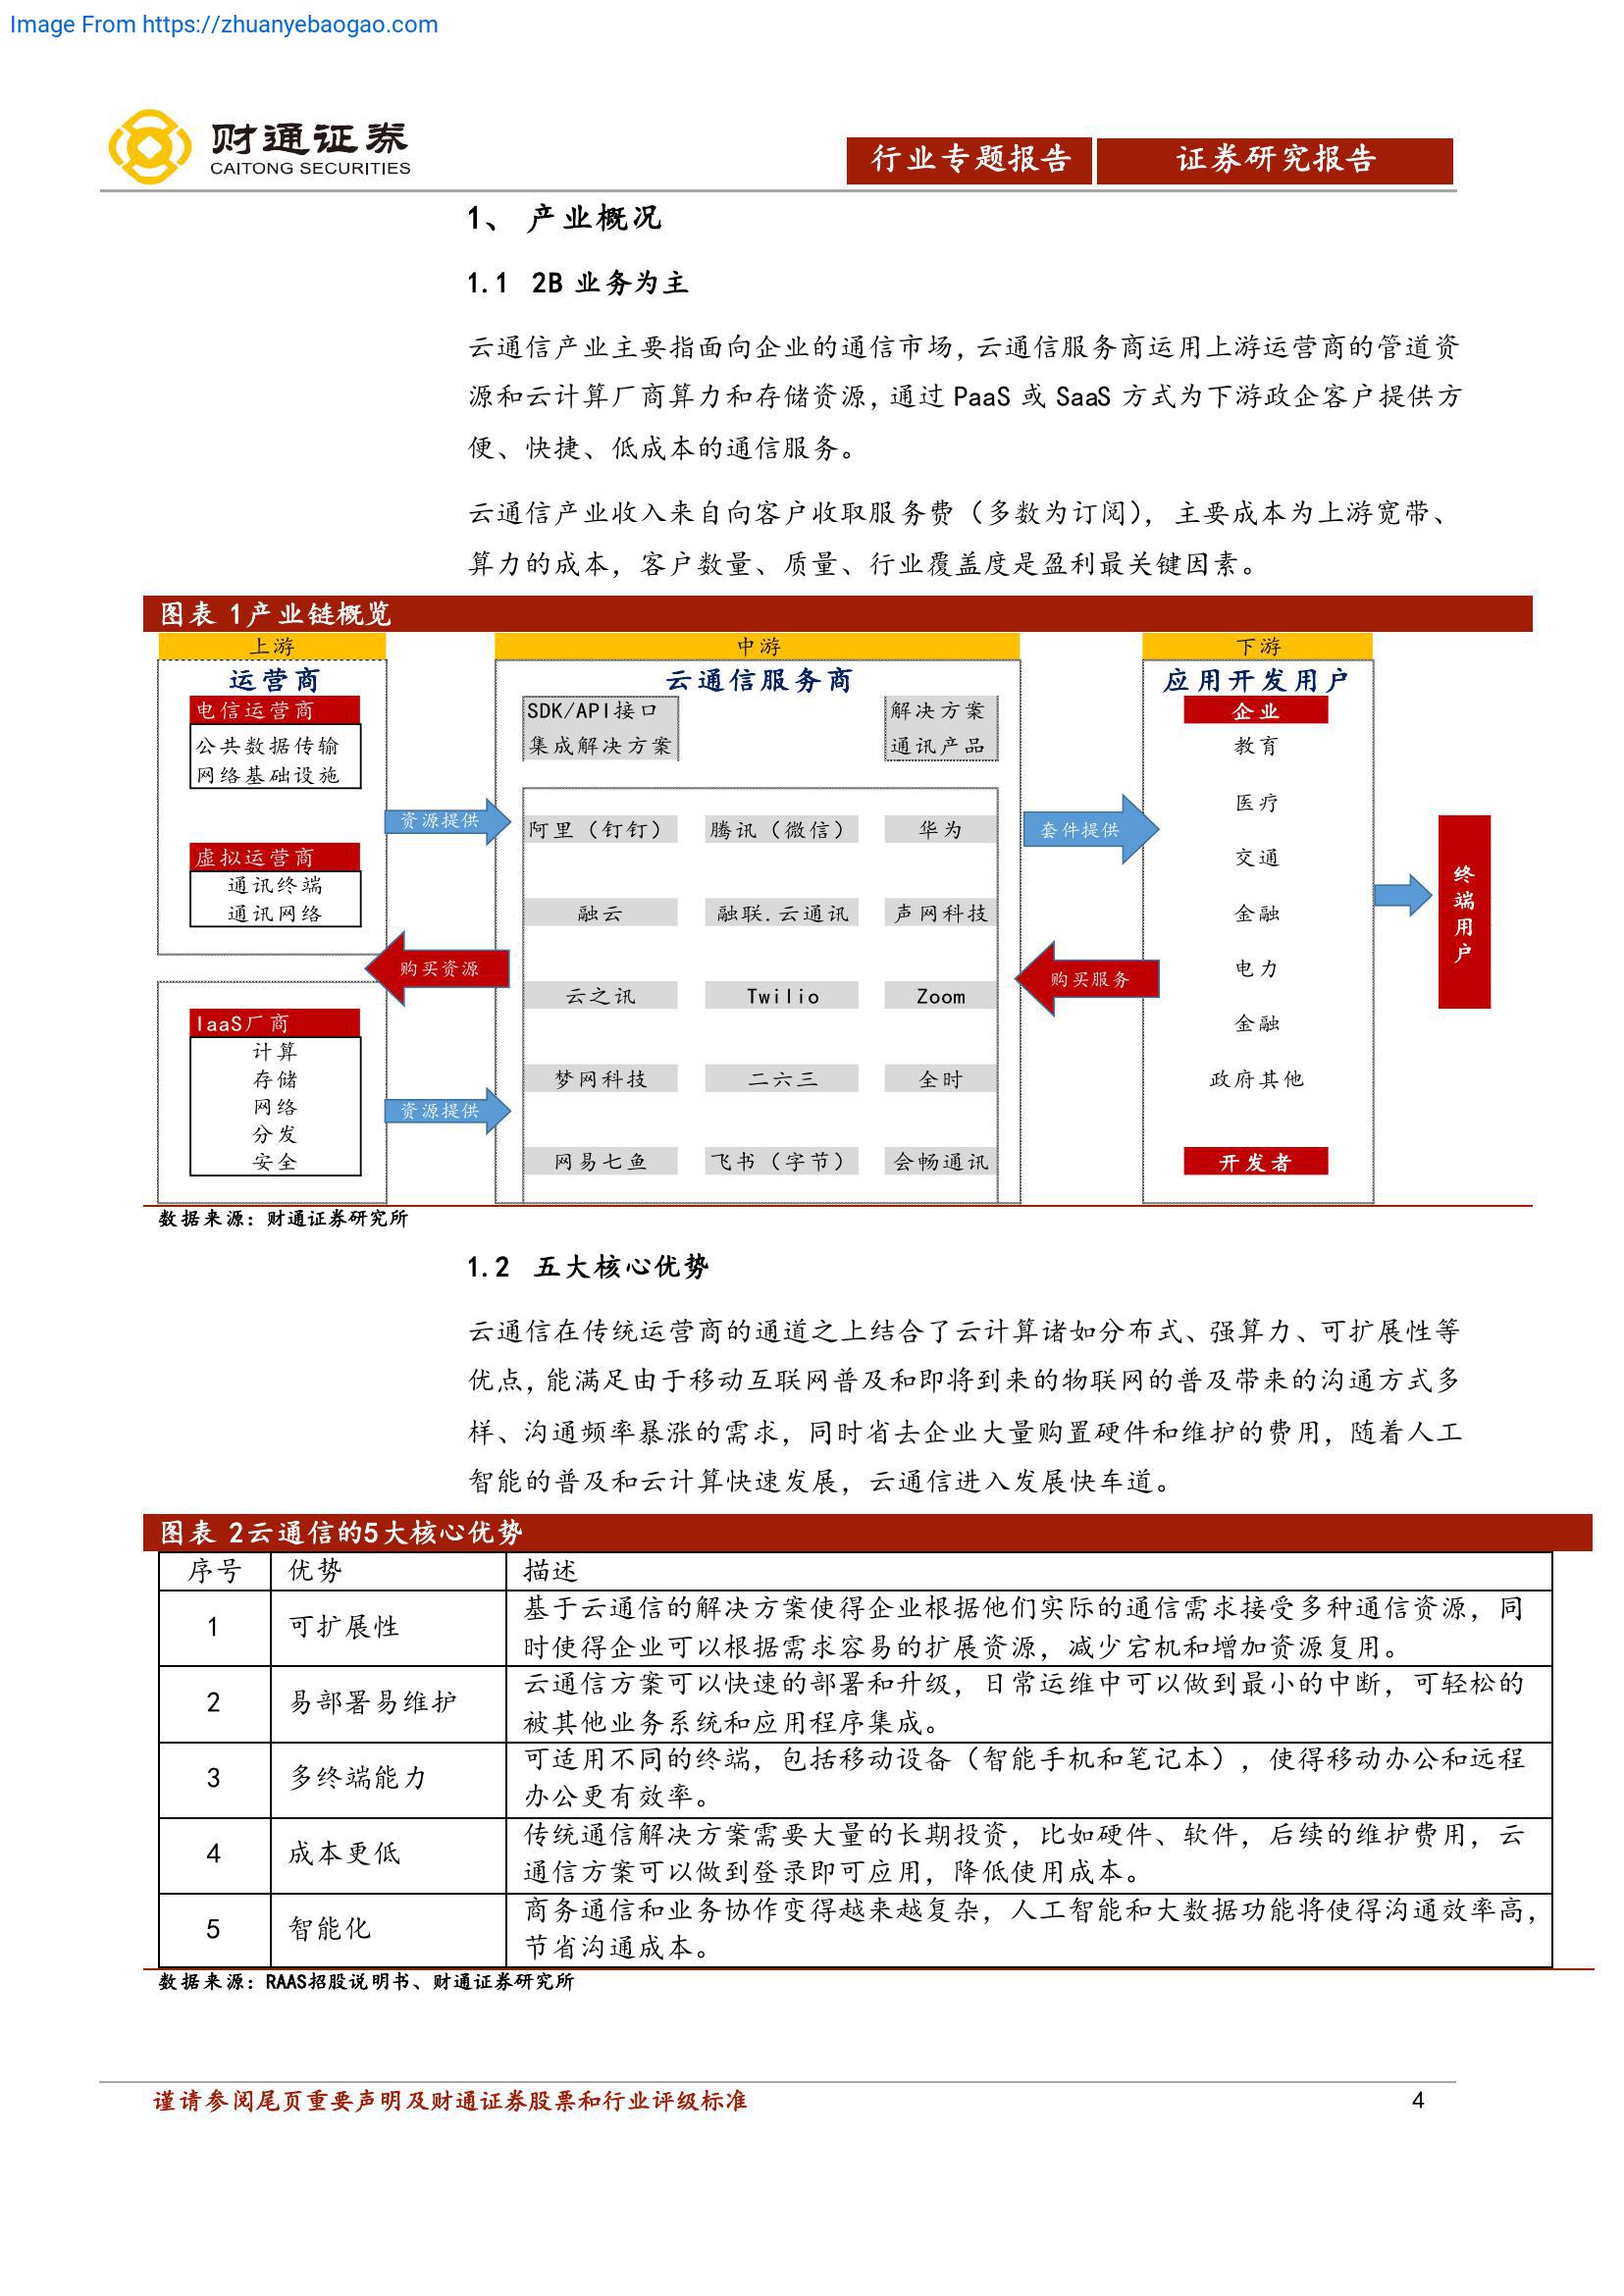 Image From https://zhuanyebaogao.com
财通证券
CAITONG SECURITIES
行业专题报告
证券研究报告
1、 产业概况
1.1 2B 业务为主
云通信产业主要指面向企业的通信市场，云通信服务商运用上游运营商的管道资
源和云计算厂商算力和存储资源，通过 PaaS 或 SaaS 方式为下游政企客户提供方
便、快捷、低成本的通信服务。
云通信产业收入来自向客户收取服务费（多数为订阅），主要成本为上游宽带、
算力的成本，客户数量、质量、行业覆盖度是盈利最关键因素。
图表 1产业链概览
上游
运营商
电信运营商
公共数据传输
网络基础设施
虚拟运营商
通讯终端
通讯网络
IaaS厂商
计算
存储
网络
分发
安全
资源提供
购买资源
资源提供
中游
云通信服务商
SDK/API接口
集成解决方案
解决方案
通讯产品
阿里（钉钉）
腾讯（微信）
华为
融云
融联.云通讯
声网科技
云之讯
Twilio
Zoom
梦网科技
二六三
全时
网易七鱼
飞书（字节）
会畅通讯
套件提供
购买服务
下游
应用开发用户
企业
教育
医疗
交通
金融
电力
金融
政府其他
开发者
终
端
用
户
数据来源：财通证券研究所
1.2 五大核心优势
云通信在传统运营商的通道之上结合了云计算诸如分布式、强算力、可扩展性等
优点，能满足由于移动互联网普及和即将到来的物联网的普及带来的沟通方式多
样、沟通频率暴涨的需求，同时省去企业大量购置硬件和维护的费用，随着人工
智能的普及和云计算快速发展，云通信进入发展快车道。
图表 2云通信的5大核心优势
序号 优势 描述
1 可扩展性 基于云通信的解决方案使得企业根据他们实际的通信需求接受多种通信资源，同
时使得企业可以根据需求容易的扩展资源，减少宕机和增加资源复用。
2 易部署易维护 云通信方案可以快速的部署和升级，日常运维中可以做到最小的中断，可轻松的
被其他业务系统和应用程序集成。
3 多终端能力 可适用不同的终端，包括移动设备（智能手机和笔记本），使得移动办公和远程
办公更有效率。
4 成本更低 传统通信解决方案需要大量的长期投资，比如硬件、软件，后续的维护费用，云
通信方案可以做到登录即可应用，降低使用成本。
5 智能化 商务通信和业务协作变得越来越复杂，人工智能和大数据功能将使得沟通效率高，
节省沟通成本。
数据来源：RAAS招股说明书、财通证券研究所
谨请参阅尾页重要声明及财通证券股票和行业评级标准
4